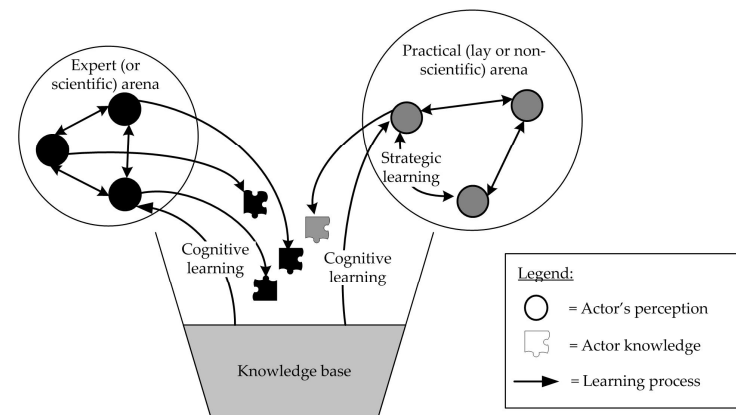 Expert (or
scientific) arena
Practical (lay or non-
scientific) arena
Strategic
learning
Cognitive
learning
Cognitive
learning
Knowledge base
Legend:
= Actor's perception
= Actor knowledge
= Learning process